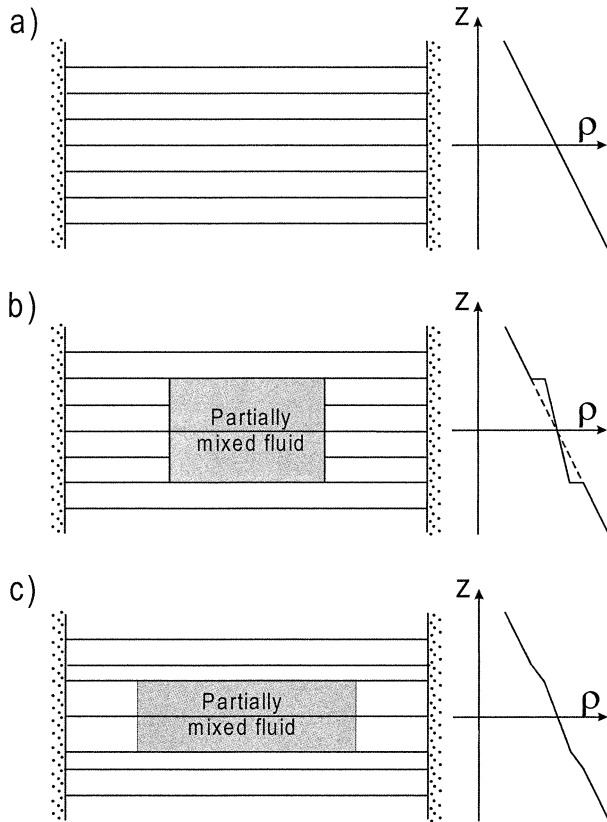 a)
z
ρ
b)
z
ρ
Partially
mixed fluid
c)
z
ρ
Partially
mixed fluid